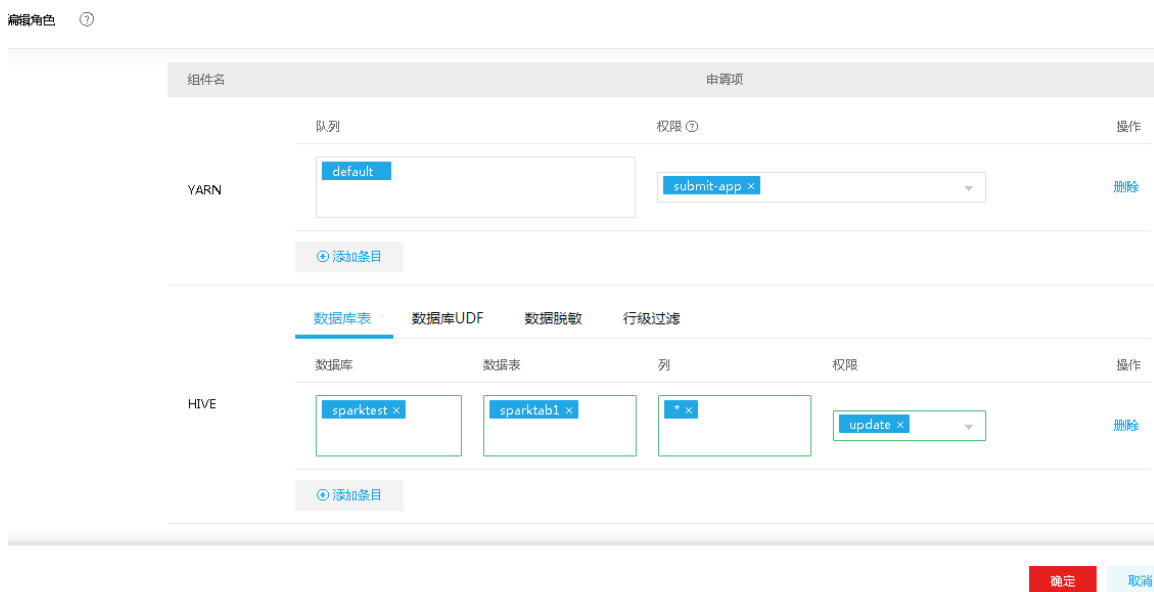 编辑角色 ?
组件名 申请项
队列 权限 ? 操作
default submit-app × 删除
YARN
添加条目
数据库表 数据库UDF 数据脱敏 行级过滤
数据库 数据表 列 权限 操作
HIVE
sparktest × sparktab1 × * × update × 删除
添加条目
确定 取消